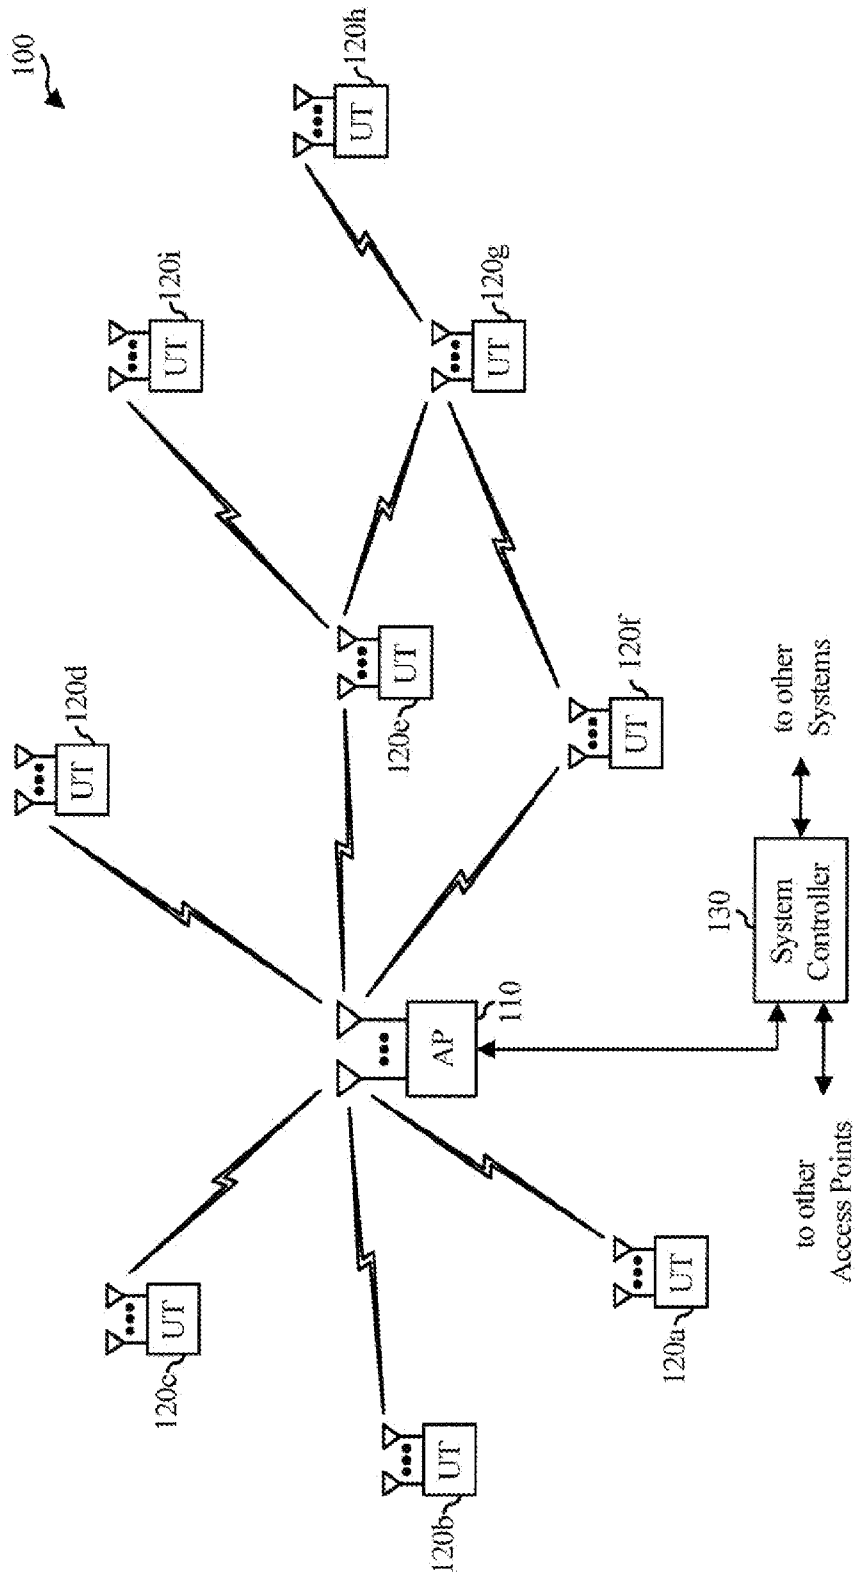 100
UT
120h
UT
120i
UT
120g
UT
120d
UT
120e
UT
120f
to other
Systems
AP
110
130
System
Controller
to other
Access Points
UT
120c
UT
120b
UT
120a